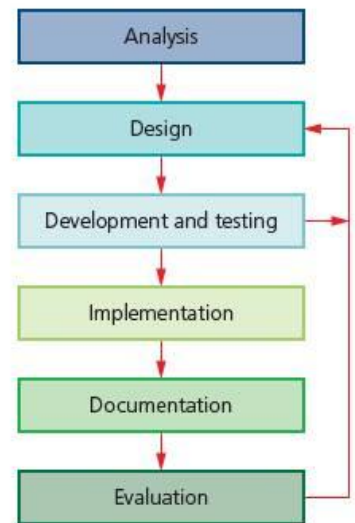 Analysis
Design
Development and testing
Implementation
Documentation
Evaluation